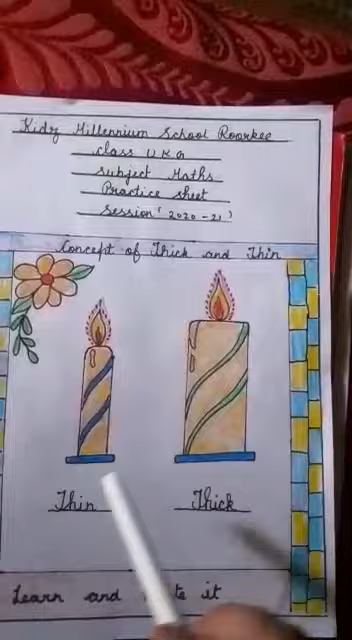 Kidz Millennium School Roorkee
class U K G
subject Maths
Practice sheet
Session (2020-21)
Concept of Thick and Thin
Thin
Thick
Learn and it